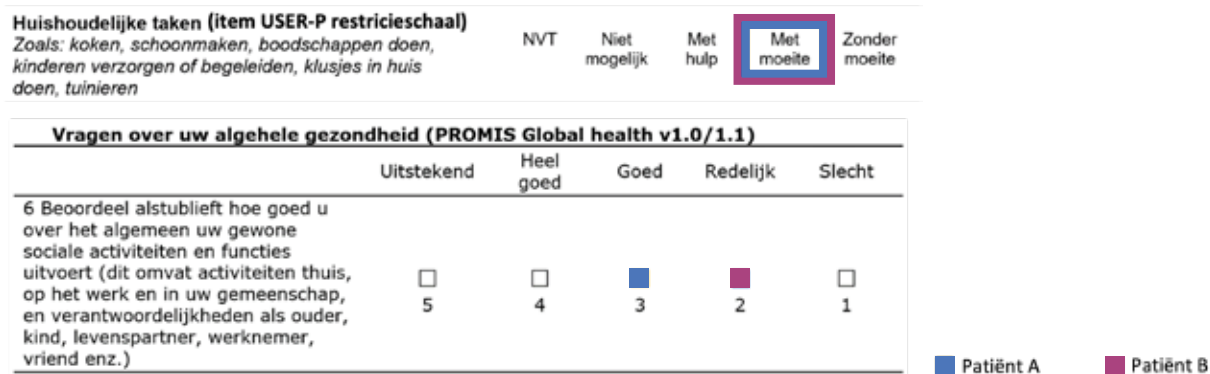 Huishoudelijke taken (item USER-P restricieschaal)
Zoals: koken, schoonmaken, boodschappen doen,
kinderen verzorgen of begeleiden, klusjes in huis
doen, tuinieren
NVT
Niet
mogelijk
Met
hulp
Met
moeite
Zonder
moeite
Vragen over uw algehele gezondheid (PROMIS Global health v1.0/1.1)
Uitstekend
Heel
goed
Goed
Redelijk
Slecht
6 Beoordeel alstublieft hoe goed u
over het algemeen uw gewone
sociale activiteiten en functies
uitvoert (dit omvat activiteiten thuis,
op het werk en in uw gemeenschap,
en verantwoordelijkheden als ouder,
kind, levenspartner, werknemer,
vriend enz.)
5
4
3
2
1
Patiënt A
Patiënt B